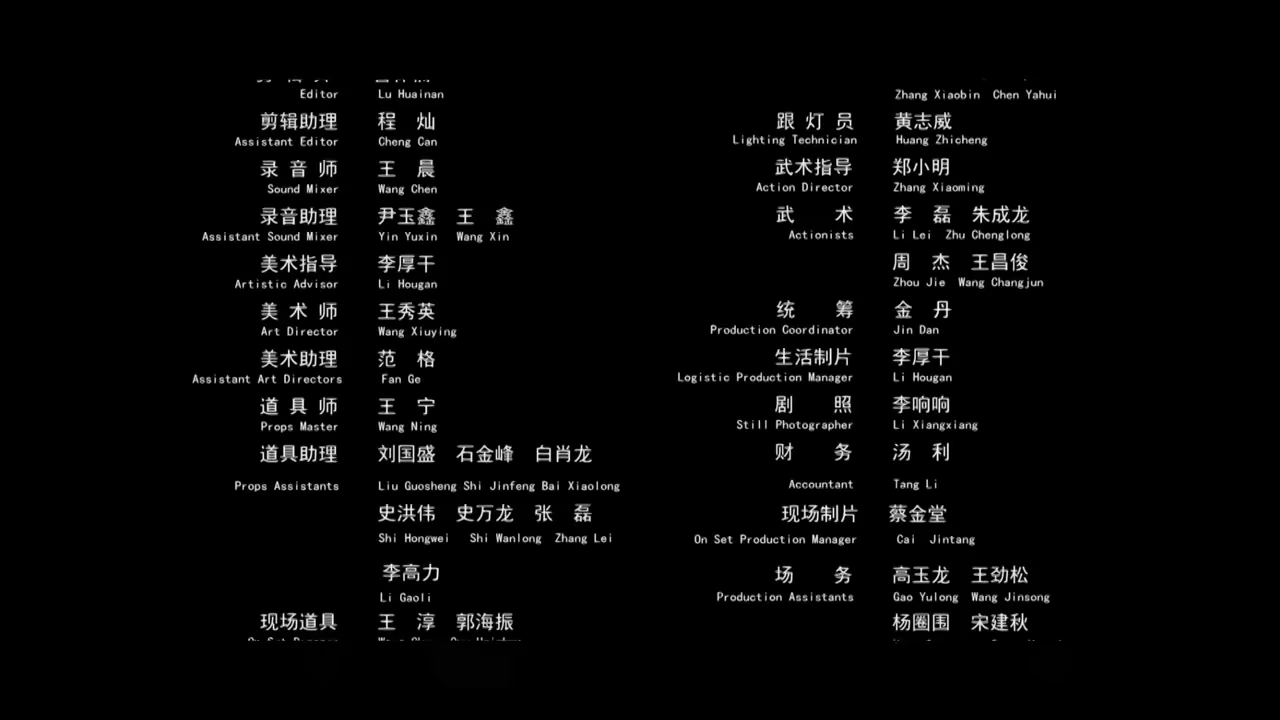 Editor Lu Huainan
剪辑助理 程 灿
Assistant Editor Cheng Can
录 音 师 王 晨
Sound Mixer Wang Chen
录音助理 尹玉鑫 王 鑫
Assistant Sound Mixer Yin Yuxin Wang Xin
美术指导 李厚干
Artistic Advisor Li Hougan
美 术 师 王秀英
Art Director Wang Xiuying
美术助理 范 格
Assistant Art Directors Fan Ge
道 具 师 王 宁
Props Master Wang Ning
道具助理 刘国盛 石金峰 白肖龙
Props Assistants Liu Guosheng Shi Jinfeng Bai Xiaolong
史洪伟 史万龙 张 磊
Shi Hongwei Shi Wanlong Zhang Lei
李高力
Li Gaoli
现场道具 王 淳 郭海振
Zhang Xiaobin Chen Yahui
跟 灯 员 黄志威
Lighting Technician Huang Zhicheng
武术指导 郑小明
Action Director Zhang Xiaoming
武 术 李 磊 朱成龙
Actionists Li Lei Zhu Chenglong
周 杰 王昌俊
Zhou Jie Wang Changjun
统 筹 金 丹
Production Coordinator Jin Dan
生活制片 李厚干
Logistic Production Manager Li Hougan
剧 照 李响响
Still Photographer Li Xiangxiang
财 务 汤 利
Accountant Tang Li
现场制片 蔡金堂
On Set Production Manager Cai Jintang
场 务 高玉龙 王劲松
Production Assistants Gao Yulong Wang Jinsong
杨圈围 宋建秋